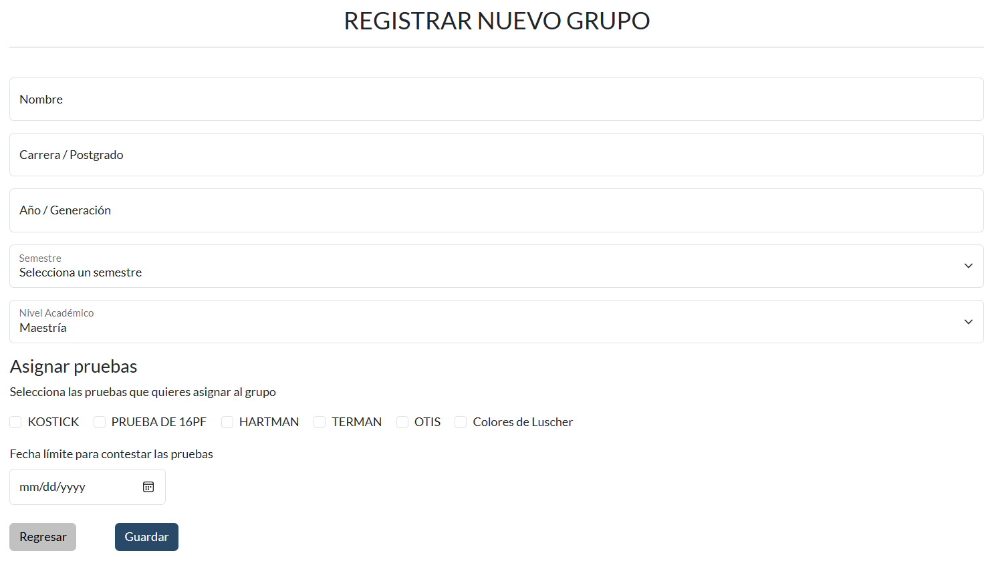 REGISTRAR NUEVO GRUPO
Nombre
Carrera / Postgrado
Año / Generación
Semestre
Selecciona un semestre
Nivel Académico
Maestría
Asignar pruebas
Selecciona las pruebas que quieres asignar al grupo
KOSTICK PRUEBA DE 16PF HARTMAN TERMAN OTIS Colores de Luscher
Fecha límite para contestar las pruebas
mm/dd/yyyy
Regresar Guardar